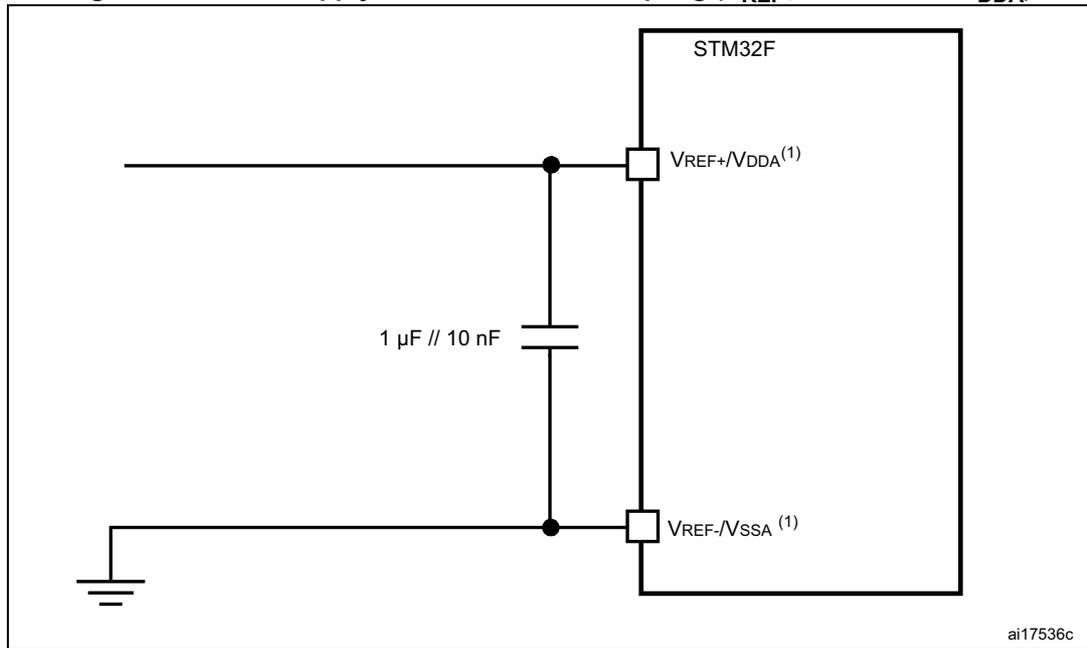 STM32F
VREF+/VDDA(1)
1 µF // 10 nF
VREF-/VSSA (1)
ai17536c